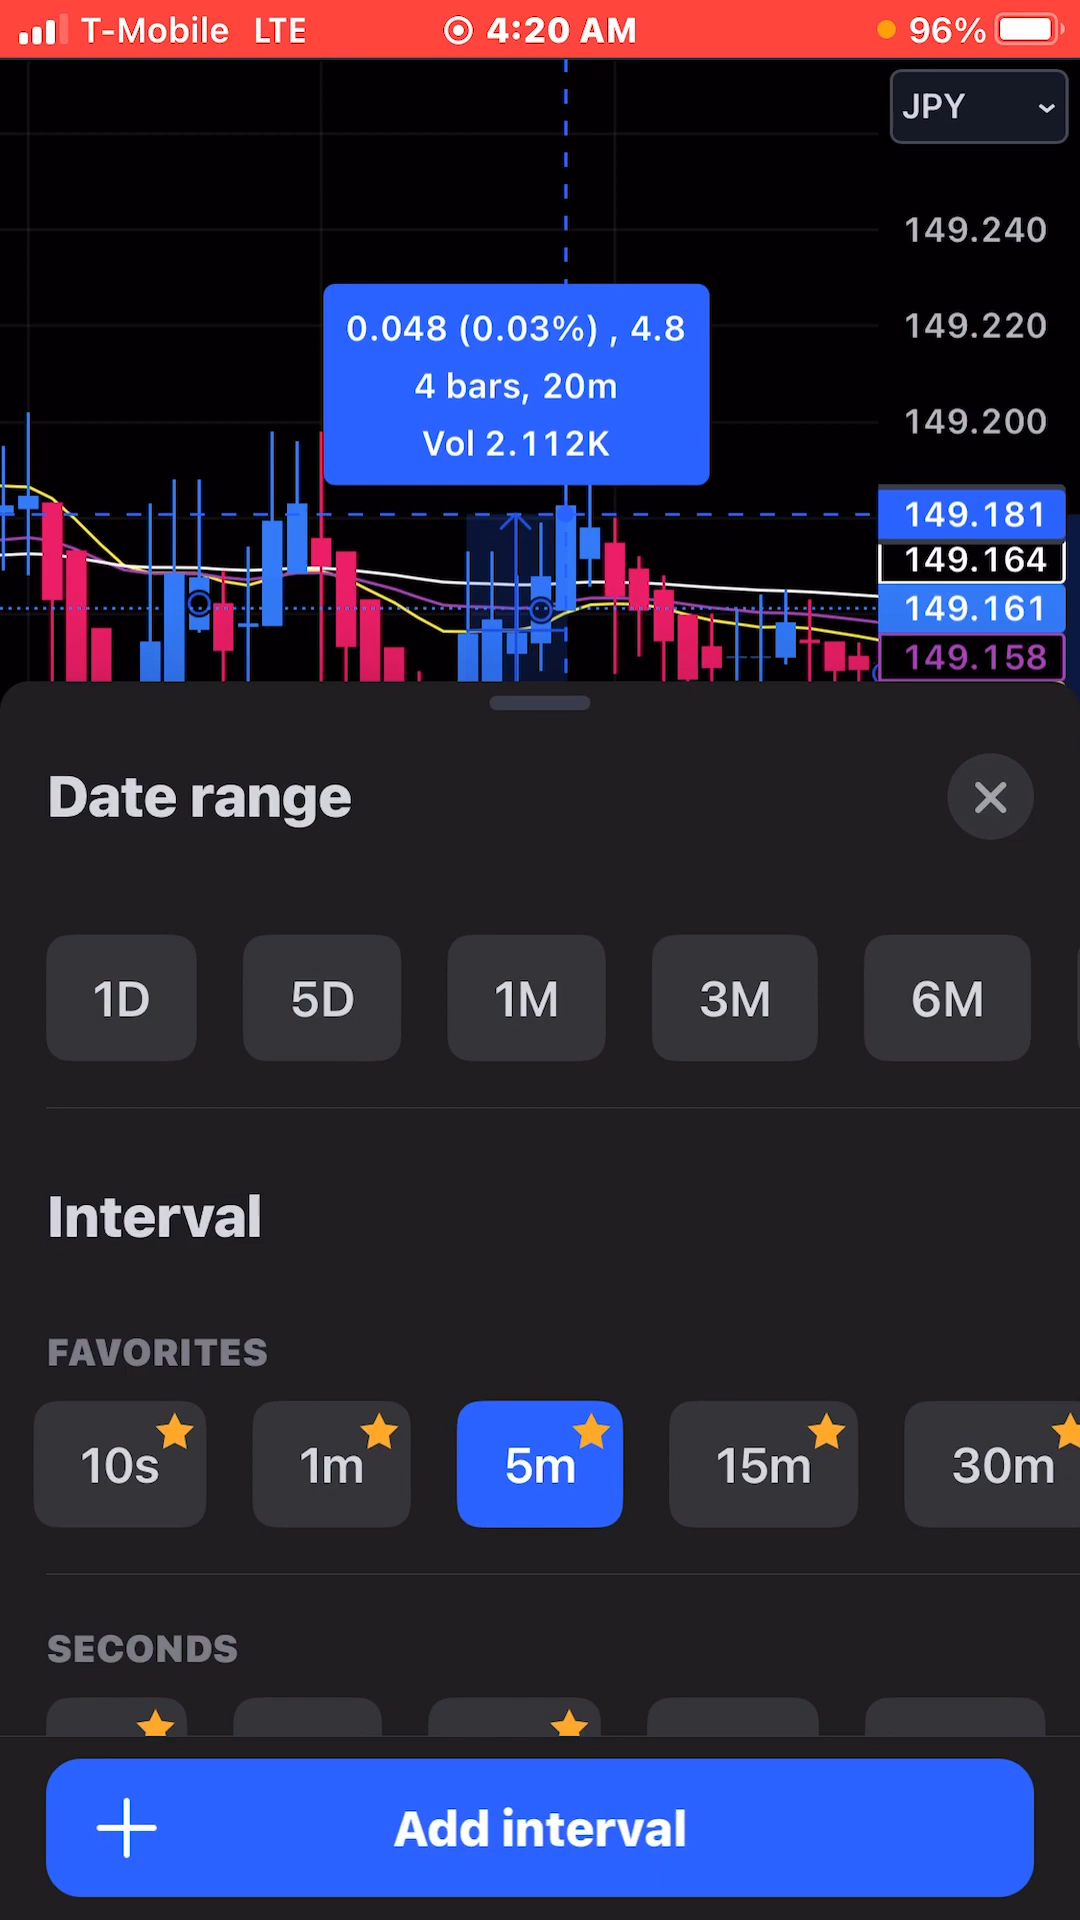 T-Mobile LTE 4:20 AM 96%
JPY
149.240
149.220
149.200
0.048 (0.03%) , 4.8
4 bars, 20m
Vol 2.112K
149.181
149.164
149.161
149.158
Date range
1D 5D 1M 3M 6M
Interval
FAVORITES
10s 1m 5m 15m 30m
SECONDS
Add interval